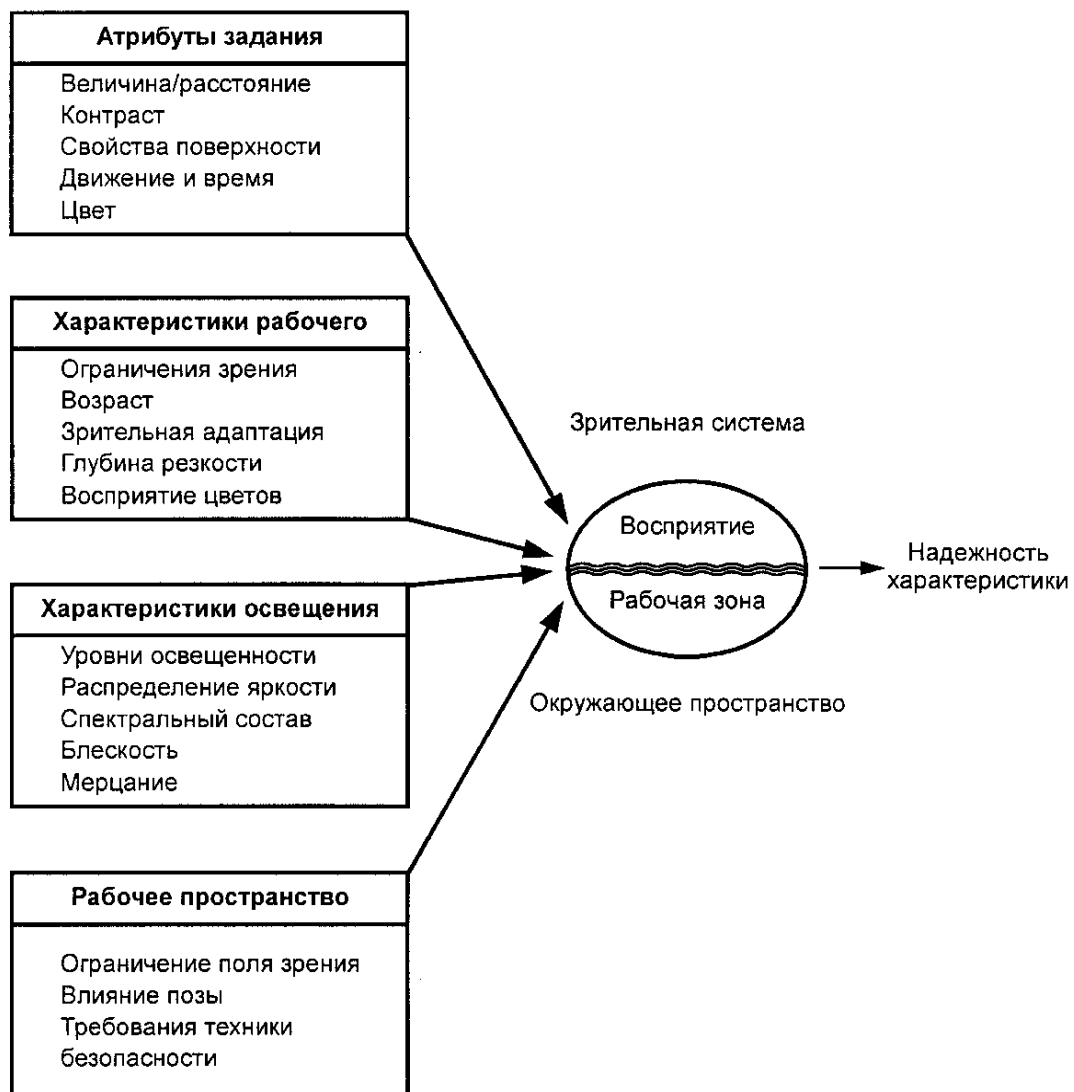 Атрибуты задания
Величина/расстояние
Контраст
Свойства поверхности
Движение и время
Цвет
Характеристики рабочего
Ограничения зрения
Возраст
Зрительная адаптация
Глубина резкости
Восприятие цветов
Характеристики освещения
Уровни освещенности
Распределение яркости
Спектральный состав
Блескость
Мерцание
Рабочее пространство
Ограничение поля зрения
Влияние позы
Требования техники
безопасности
Зрительная система
Восприятие
Рабочая зона
Окружающее пространство
Надежность
характеристики